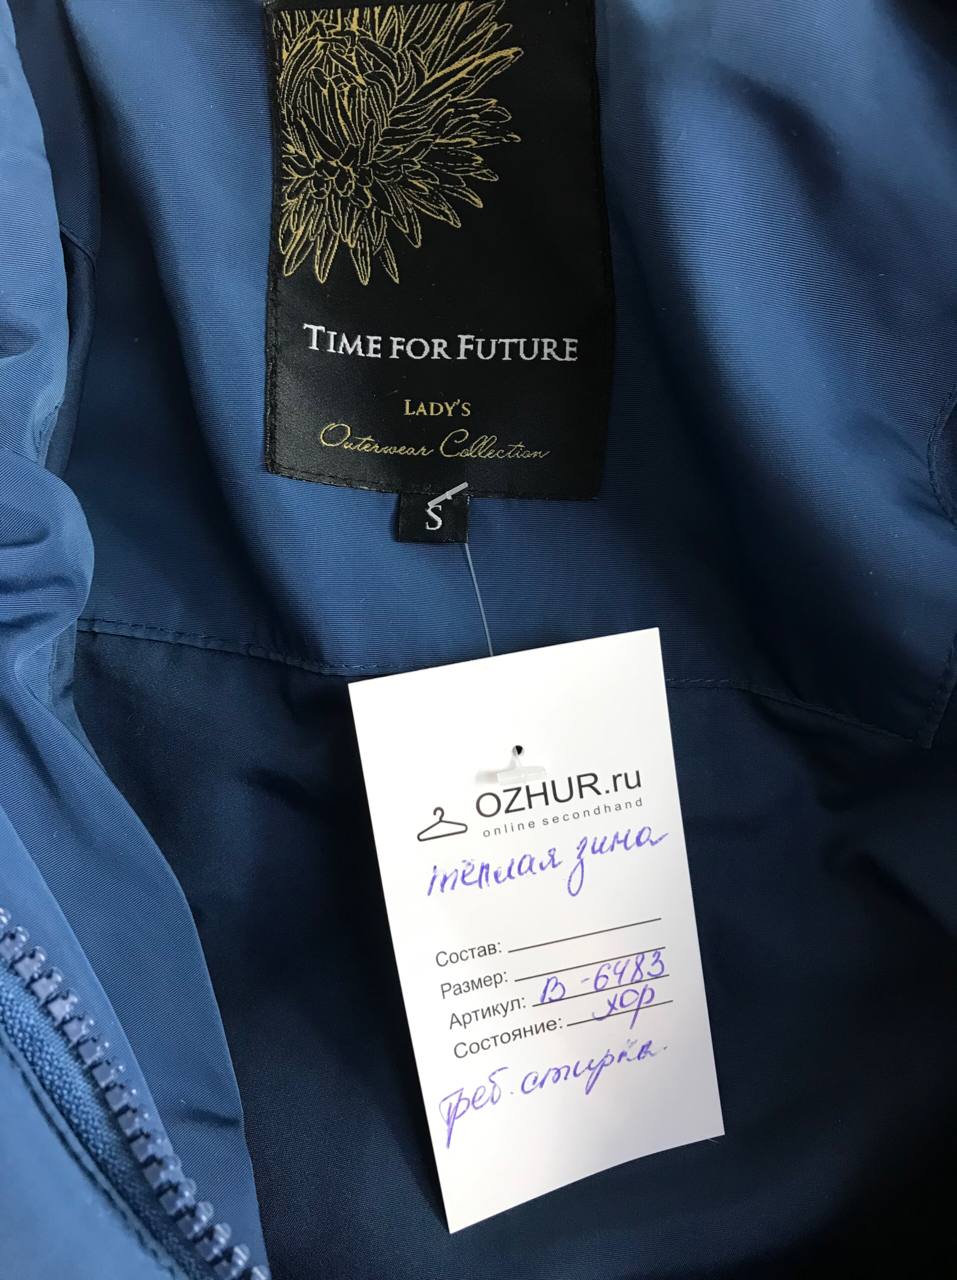 TIME FOR FUTURE
LADY'S
Outerwear Collection
S
OZHUR.ru
online secondhand
тёплая зима
Состав:
Размер:
Артикул: В-6483
Состояние: хор
треб. стирка.